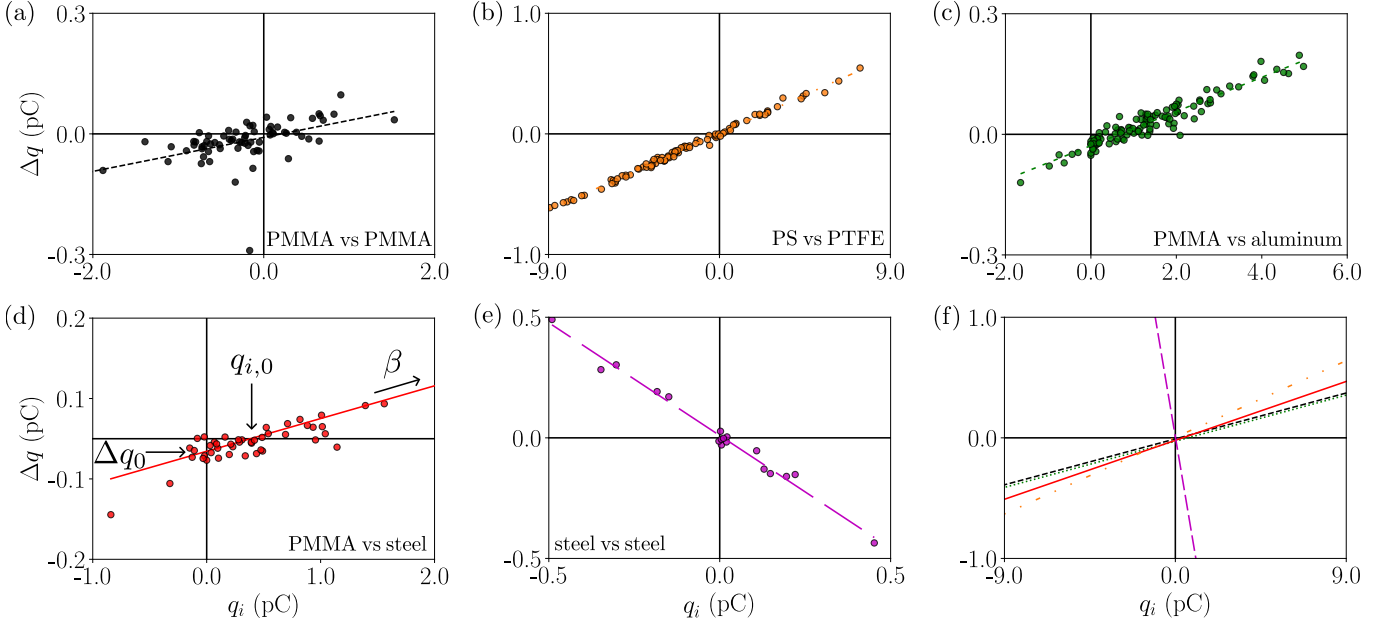 (a)
0.3
0.0
-0.3
Δq (pC)
-2.0
0.0
2.0
PMMA vs PMMA
(b)
1.0
0.0
-1.0
-9.0
0.0
9.0
PS vs PTFE
(c)
0.3
0.0
-0.3
-2.0
0.0
2.0
4.0
6.0
PMMA vs aluminum
(d)
0.2
0.1
-0.1
-0.2
Δq (pC)
q_{i,0}
β
Δq_0
PMMA vs steel
-1.0
0.0
1.0
2.0
q_i (pC)
(e)
0.5
0.0
-0.5
steel vs steel
-0.5
0.0
0.5
q_i (pC)
(f)
1.0
0.0
-1.0
-9.0
0.0
9.0
q_i (pC)